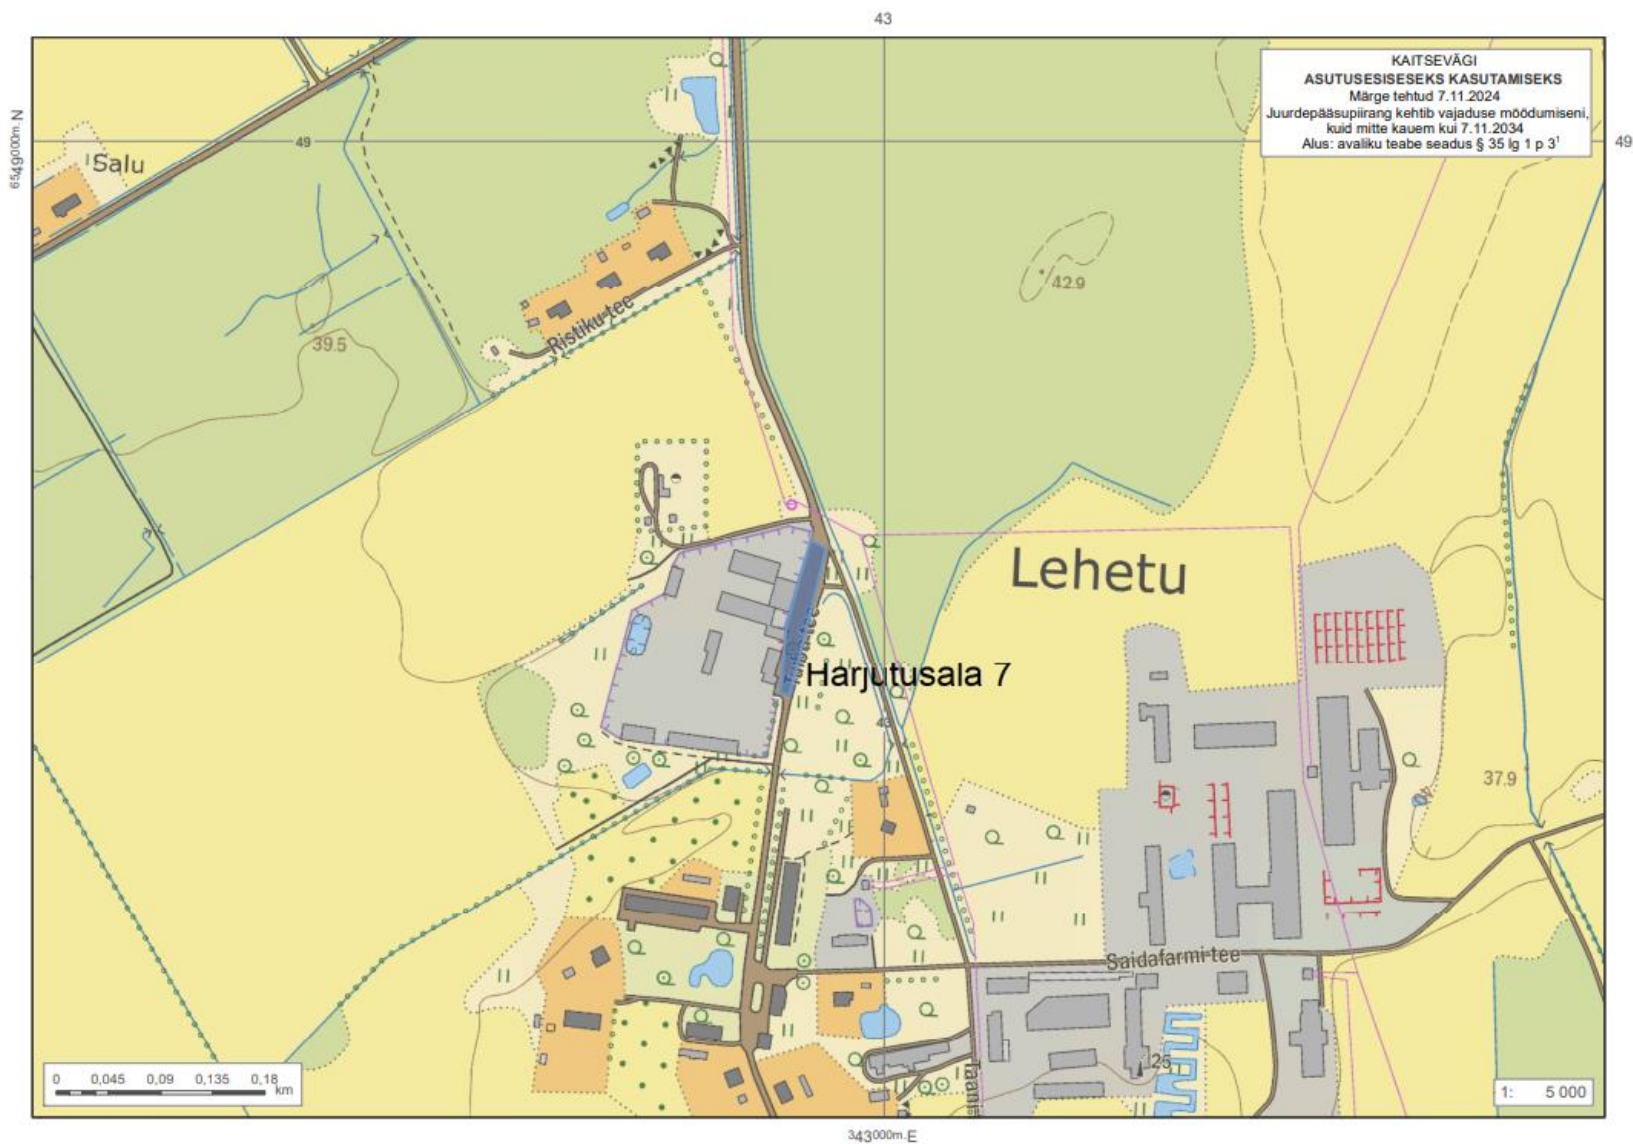 43
KAITSEVÄGI
ASUTUSESISESEKS KASUTAMISEKS
Märge tehtud 7.11.2024
Juurdepääsupiirang kehtib vajaduse möödumiseni,
kuid mitte kauem kui 7.11.2034
Alus: avaliku teabe seadus § 35 lg 1 p 3¹
6549000m.N
49
49
Salu
42.9
Ristiku tee
39.5
Lehetu
Harjutusala 7
43
37.9
40
Saidafarmi tee
25
0 0,045 0,09 0,135 0,18
km
1: 5 000
343000m.E